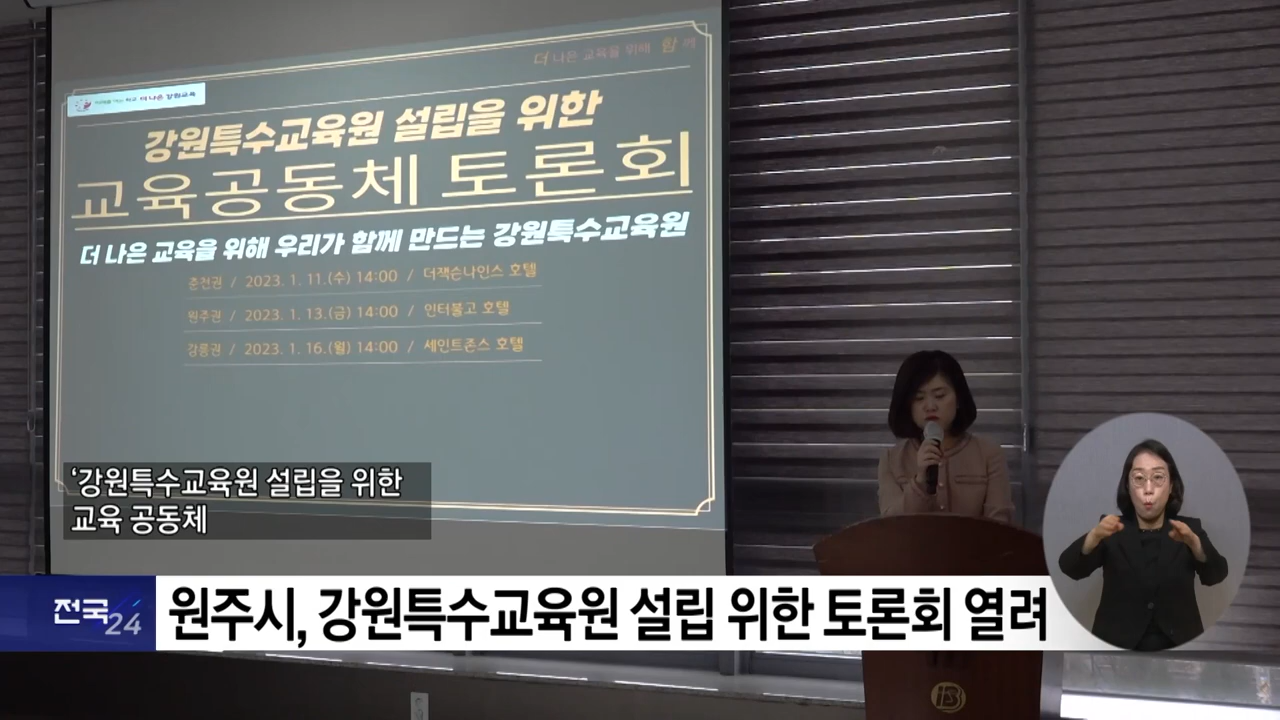 더 나은 교육을 위해 함께
더 나은 강원교육
강원특수교육원 설립을 위한
교육공동체 토론회
더 나은 교육을 위해 우리가 함께 만드는 강원특수교육원
춘천권 / 2023. 1. 11.(수) 14:00 / 더잭슨나인스 호텔
원주권 / 2023. 1. 13.(금) 14:00 / 인터불고 호텔
강릉권 / 2023. 1. 16.(월) 14:00 / 세인트존스 호텔
‘강원특수교육원 설립을 위한
교육 공동체
전국24
원주시, 강원특수교육원 설립 위한 토론회 열려